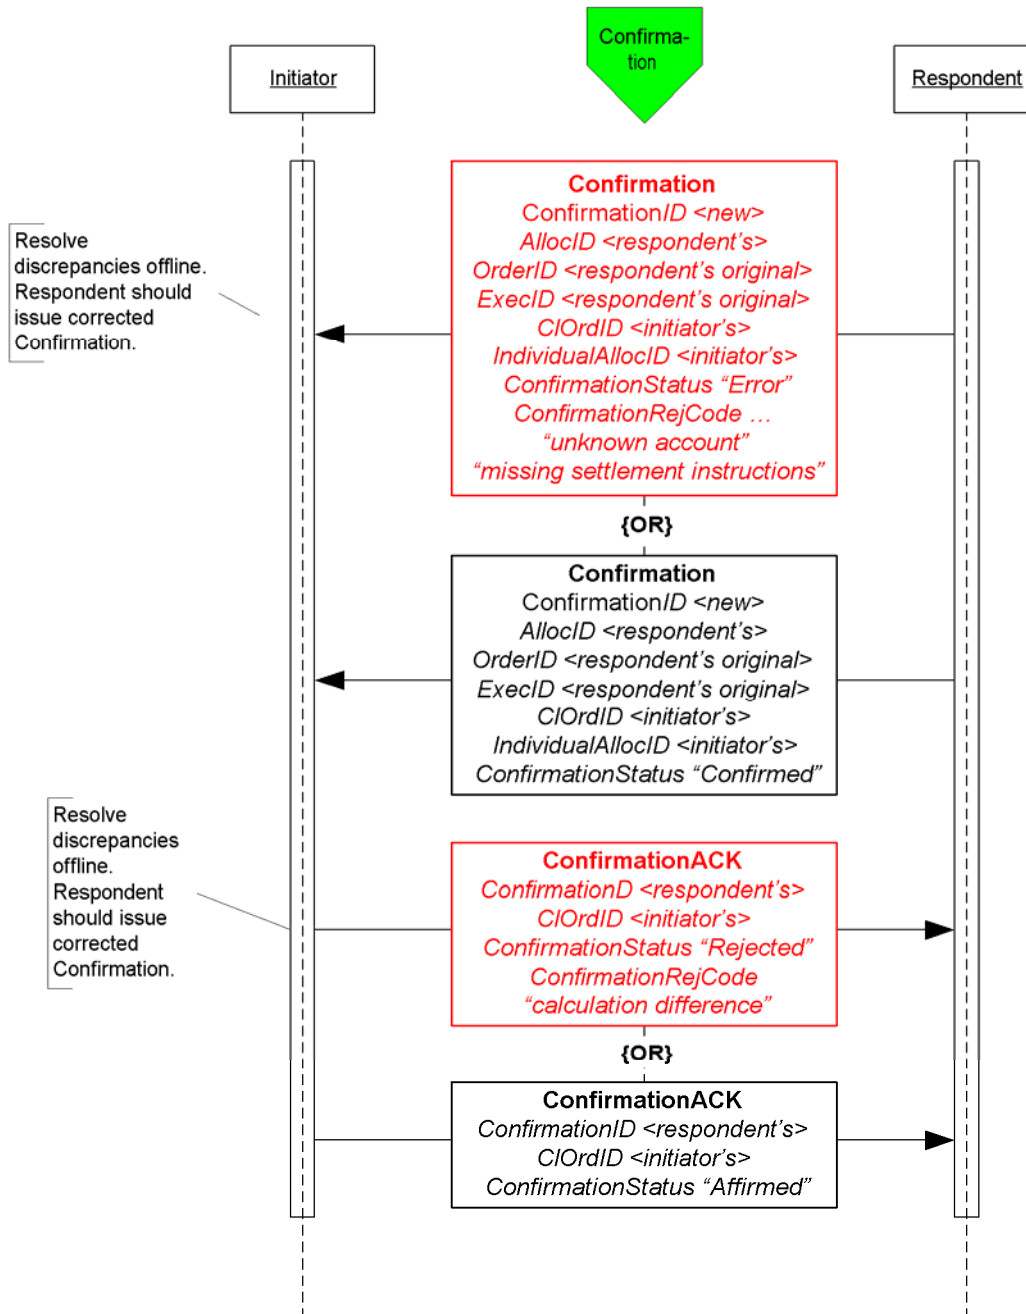 Confirma-
tion
Initiator
Respondent
Confirmation
ConfirmationID <new>
AllocID <respondent's>
OrderID <respondent's original>
ExecID <respondent's original>
ClOrdID <initiator's>
IndividualAllocID <initiator's>
ConfirmationStatus “Error”
ConfirmationRejCode ...
“unknown account”
“missing settlement instructions”
Resolve
discrepancies offline.
Respondent should
issue corrected
Confirmation.
{OR}
Confirmation
ConfirmationID <new>
AllocID <respondent's>
OrderID <respondent's original>
ExecID <respondent's original>
ClOrdID <initiator's>
IndividualAllocID <initiator's>
ConfirmationStatus “Confirmed”
Resolve
discrepancies
offline.
Respondent
should issue
corrected
Confirmation.
ConfirmationACK
ConfirmationD <respondent's>
ClOrdID <initiator's>
ConfirmationStatus “Rejected”
ConfirmationRejCode
“calculation difference”
{OR}
ConfirmationACK
ConfirmationID <respondent's>
ClOrdID <initiator's>
ConfirmationStatus “Affirmed”